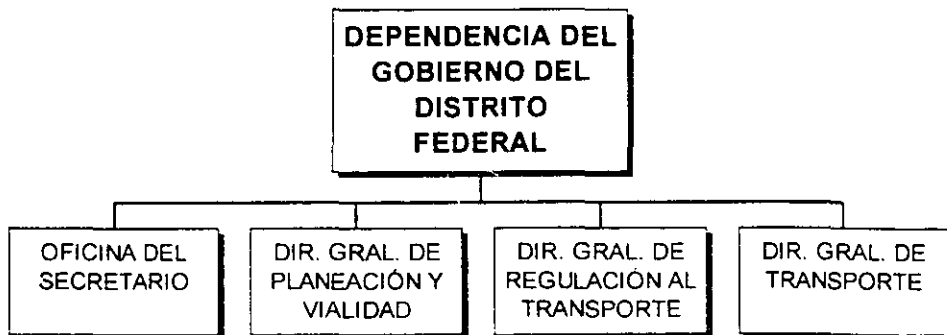 DEPENDENCIA DEL
GOBIERNO DEL
DISTRITO
FEDERAL
OFICINA DEL
SECRETARIO
DIR. GRAL. DE
PLANEACIÓN Y
VIALIDAD
DIR. GRAL. DE
REGULACIÓN AL
TRANSPORTE
DIR. GRAL. DE
TRANSPORTE